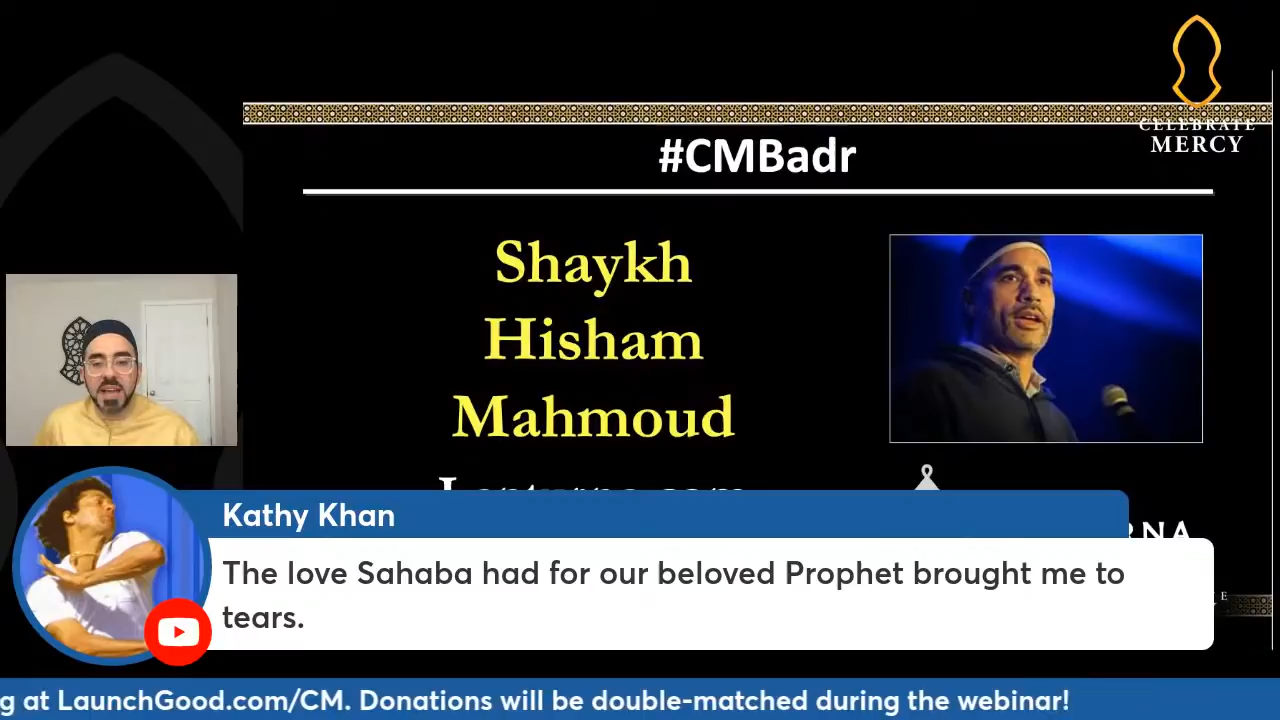 CELEBRATE
MERCY
#CMBadr
Shaykh
Hisham
Mahmoud
Kathy Khan
The love Sahaba had for our beloved Prophet brought me to
tears.
g at LaunchGood.com/CM. Donations will be double-matched during the webinar!